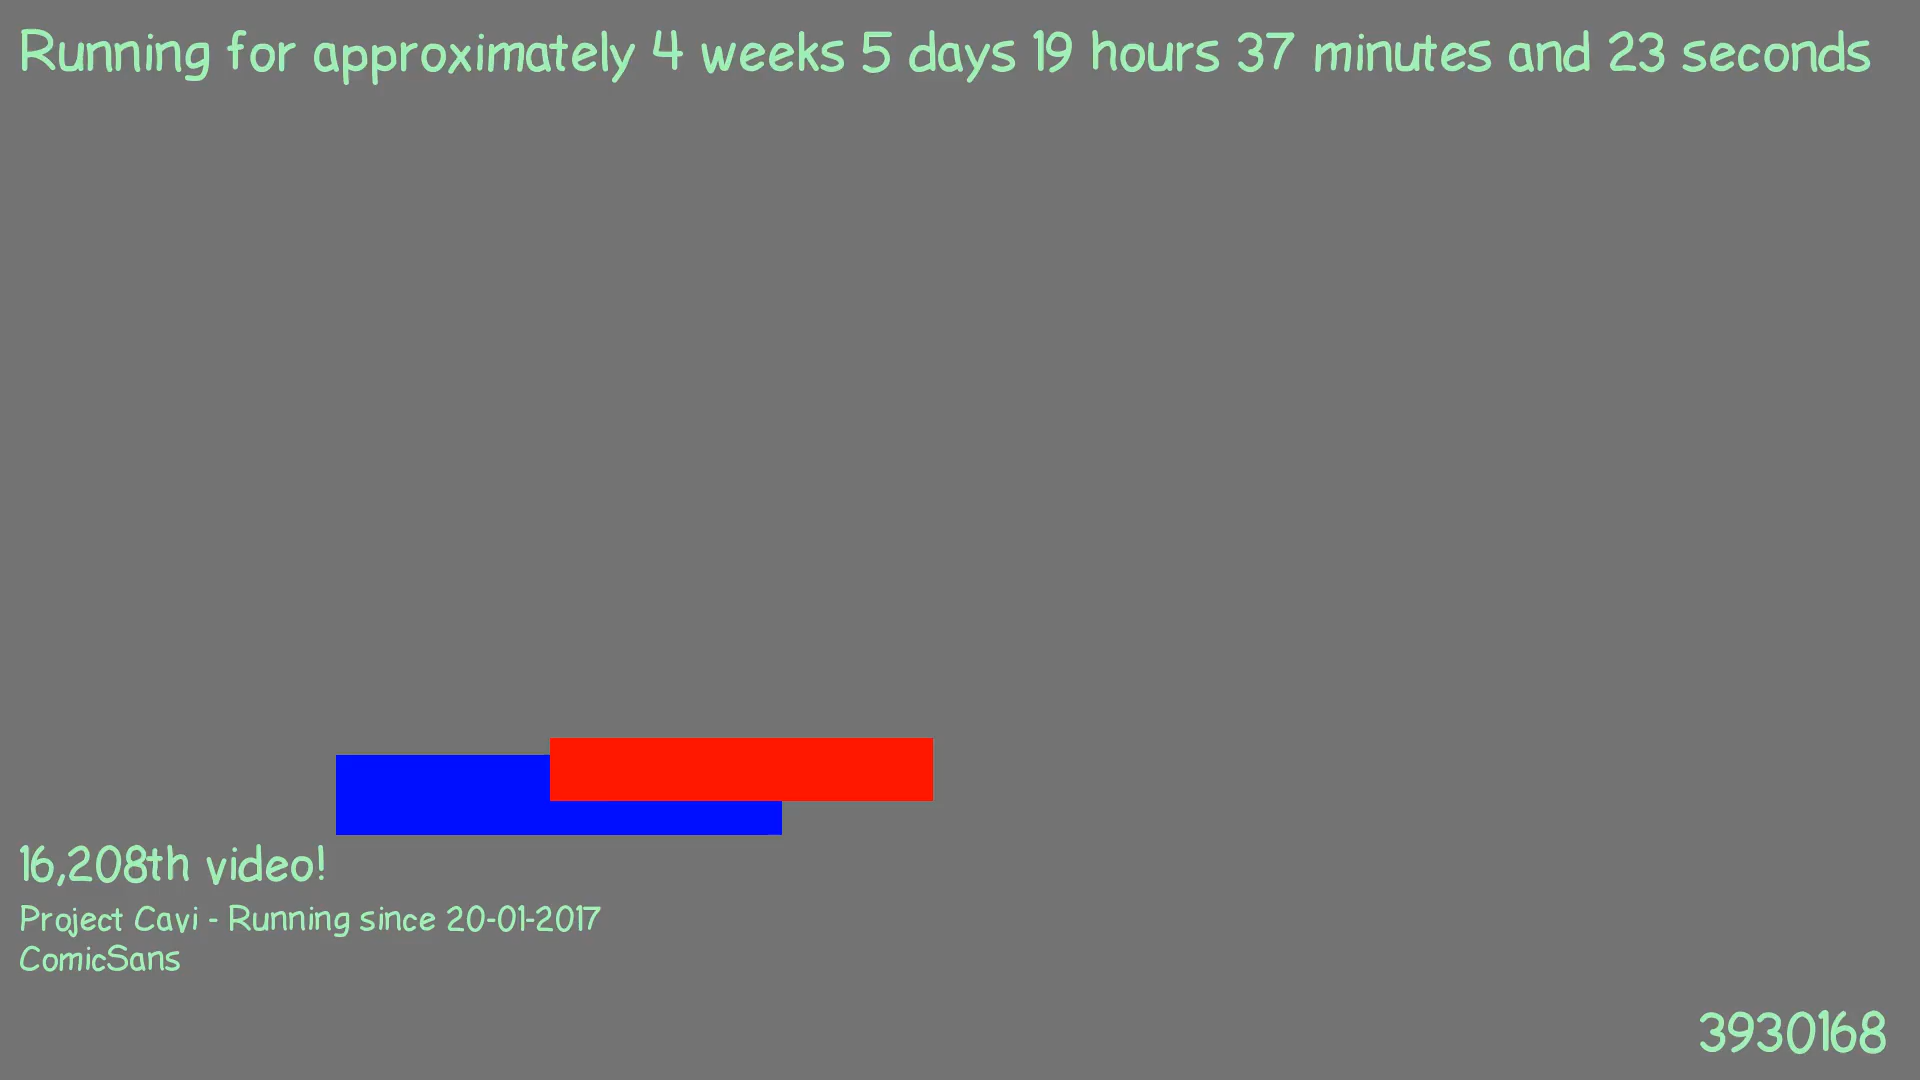 Running for approximately 4 weeks 5 days 19 hours 37 minutes and 23 seconds
16,208th video!
Project Cavi - Running since 20-01-2017
ComicSans
3930168